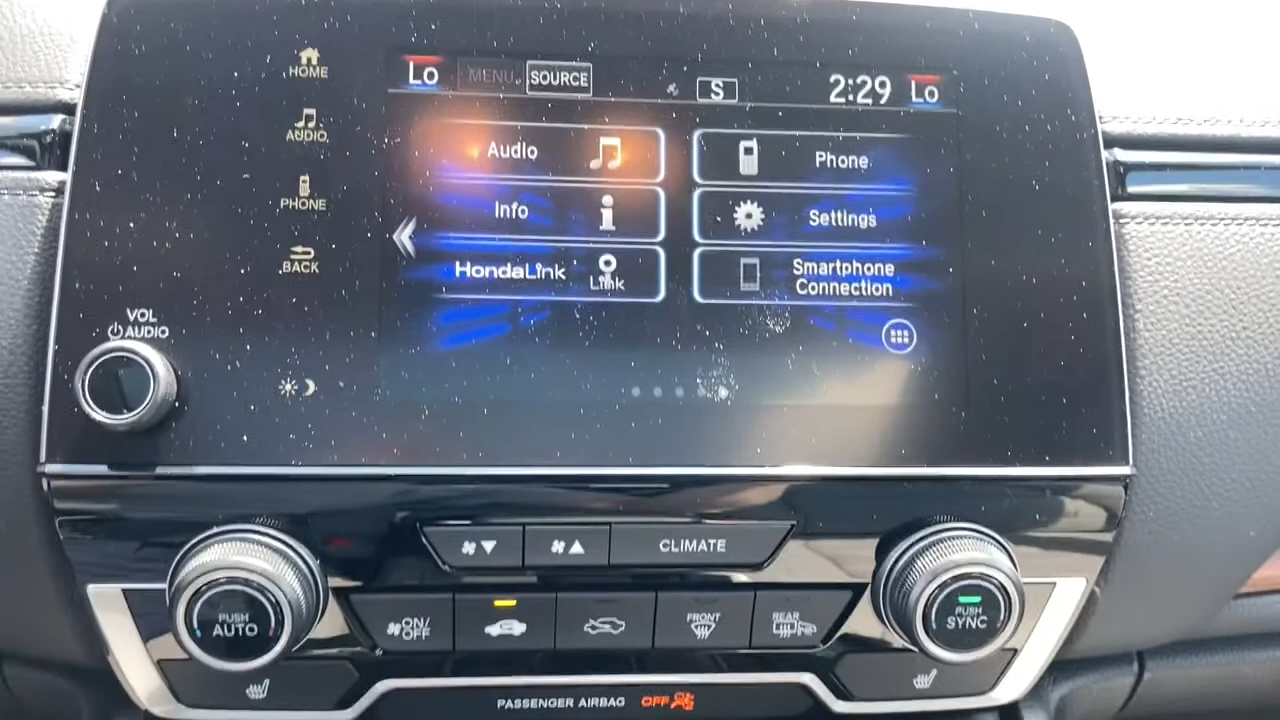 HOME
AUDIO
PHONE
BACK
VOL
AUDIO
Lo
MENU
SOURCE
S
2:29
Lo
Audio
Info
HondaLink
Link
Phone
Settings
Smartphone
Connection
CLIMATE
PUSH
AUTO
ON/
OFF
FRONT
REAR
PUSH
SYNC
PASSENGER AIRBAG OFF